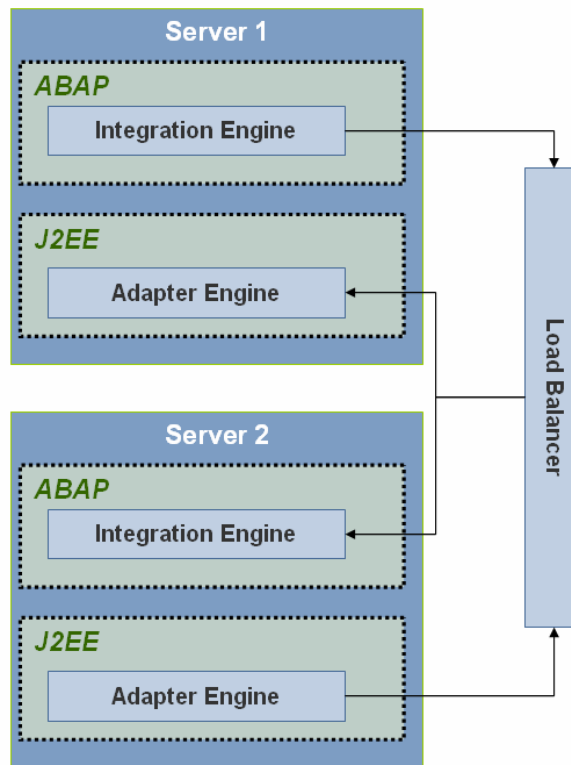 Server 1
ABAP
Integration Engine
J2EE
Adapter Engine
Load Balancer
Server 2
ABAP
Integration Engine
J2EE
Adapter Engine